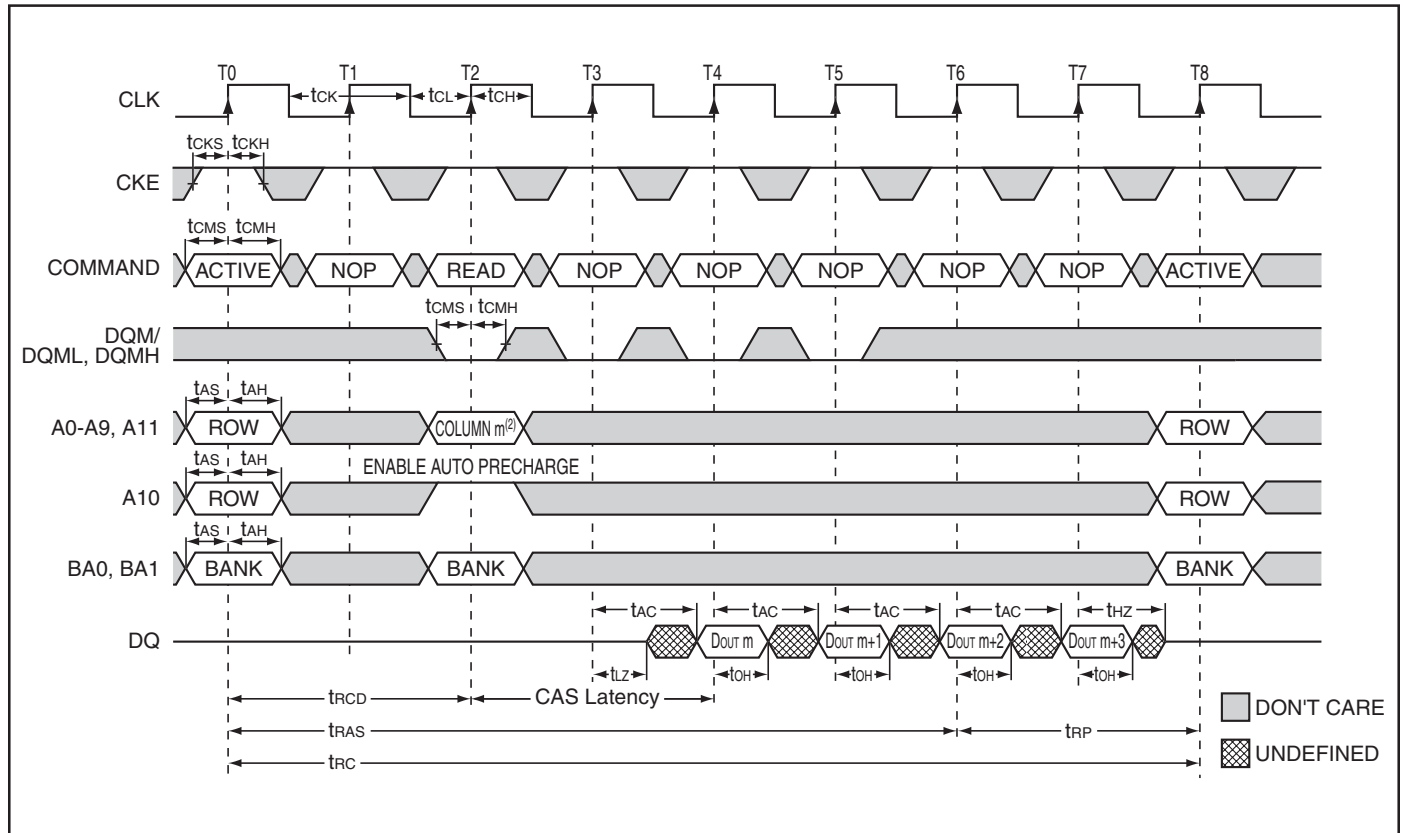 T0 T1 T2 T3 T4 T5 T6 T7 T8
CLK tCK tCL tCH
tCKS tCKH
CKE
tCMS tCMH
COMMAND ACTIVE NOP READ NOP NOP NOP NOP NOP ACTIVE
tCMS tCMH
DQM/
DQML, DQMH
tAS tAH
A0-A9, A11 ROW COLUMN m(2) ROW
tAS tAH ENABLE AUTO PRECHARGE
A10 ROW ROW
tAS tAH
BA0, BA1 BANK BANK BANK
tAC tAC tAC tAC tHZ
DQ DOUT m DOUT m+1 DOUT m+2 DOUT m+3
tLZ tOH tOH tOH tOH
tRCD CAS Latency
DON'T CARE
tRAS tRP
UNDEFINED
tRC